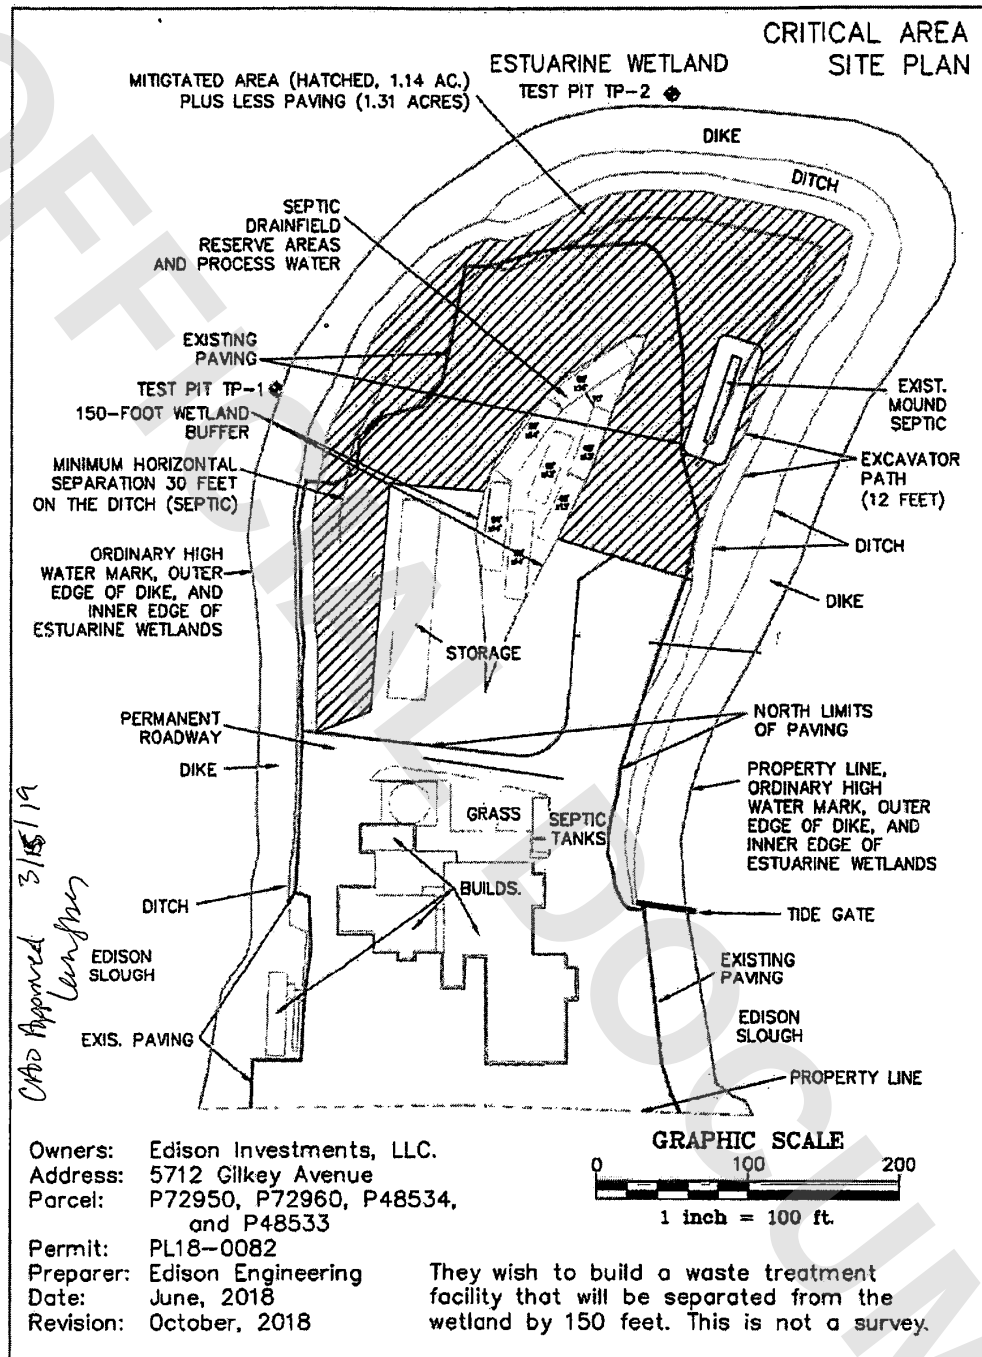 CRITICAL AREA
SITE PLAN
ESTUARINE WETLAND
TEST PIT TP-2
MITIGTATED AREA (HATCHED, 1.14 AC.)
PLUS LESS PAVING (1.31 ACRES)
DIKE
DITCH
SEPTIC
DRAINFIELD
RESERVE AREAS
AND PROCESS WATER
EXISTING
PAVING
TEST PIT TP-1
150-FOOT WETLAND
BUFFER
MINIMUM HORIZONTAL
SEPARATION 30 FEET
ON THE DITCH (SEPTIC)
EXIST.
MOUND
SEPTIC
EXCAVATOR
PATH
(12 FEET)
DITCH
DIKE
ORDINARY HIGH
WATER MARK, OUTER
EDGE OF DIKE, AND
INNER EDGE OF
ESTUARINE WETLANDS
STORAGE
PERMANENT
ROADWAY
NORTH LIMITS
OF PAVING
DIKE
PROPERTY LINE,
ORDINARY HIGH
WATER MARK, OUTER
EDGE OF DIKE, AND
INNER EDGE OF
ESTUARINE WETLANDS
GRASS
SEPTIC
TANKS
BUILDS.
DITCH
TIDE GATE
EDISON
SLOUGH
EXISTING
PAVING
EDISON
SLOUGH
EXIS. PAVING
PROPERTY LINE
CAO Approved 3/15/19
Owners: Edison Investments, LLC.
Address: 5712 Gilkey Avenue
Parcel: P72950, P72960, P48534,
and P48533
Permit: PL18-0082
Preparer: Edison Engineering
Date: June, 2018
Revision: October, 2018
GRAPHIC SCALE
0 100 200
1 inch = 100 ft.
They wish to build a waste treatment
facility that will be separated from the
wetland by 150 feet. This is not a survey.